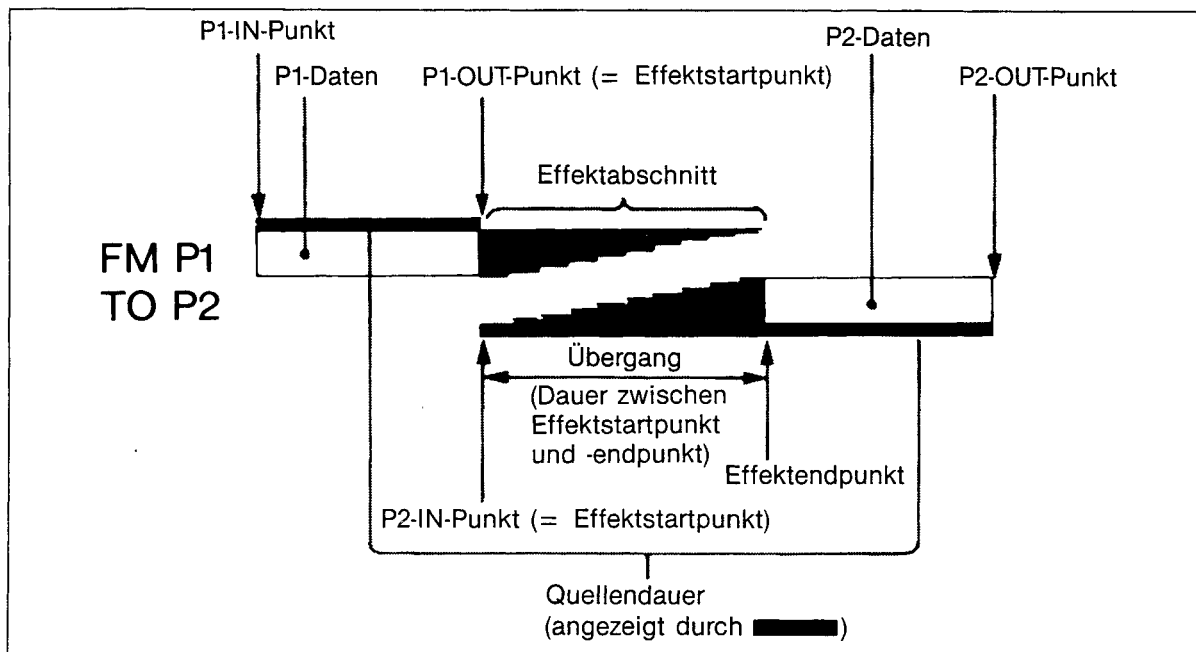 P1-IN-Punkt
P2-Daten
P1-Daten
P1-OUT-Punkt (= Effektstartpunkt)
P2-OUT-Punkt
Effektabschnitt
FM P1
TO P2
Übergang
(Dauer zwischen
Effektstartpunkt
und -endpunkt)
Effektendpunkt
P2-IN-Punkt (= Effektstartpunkt)
Quellendauer
(angezeigt durch )